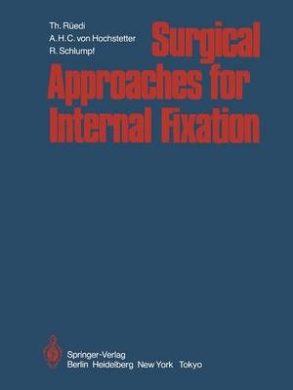 Th. Rüedi
A.H.C. von Hochstetter
R. Schlumpf
Surgical
Approaches for
Internal Fixation
Springer-Verlag
Berlin Heidelberg New York Tokyo